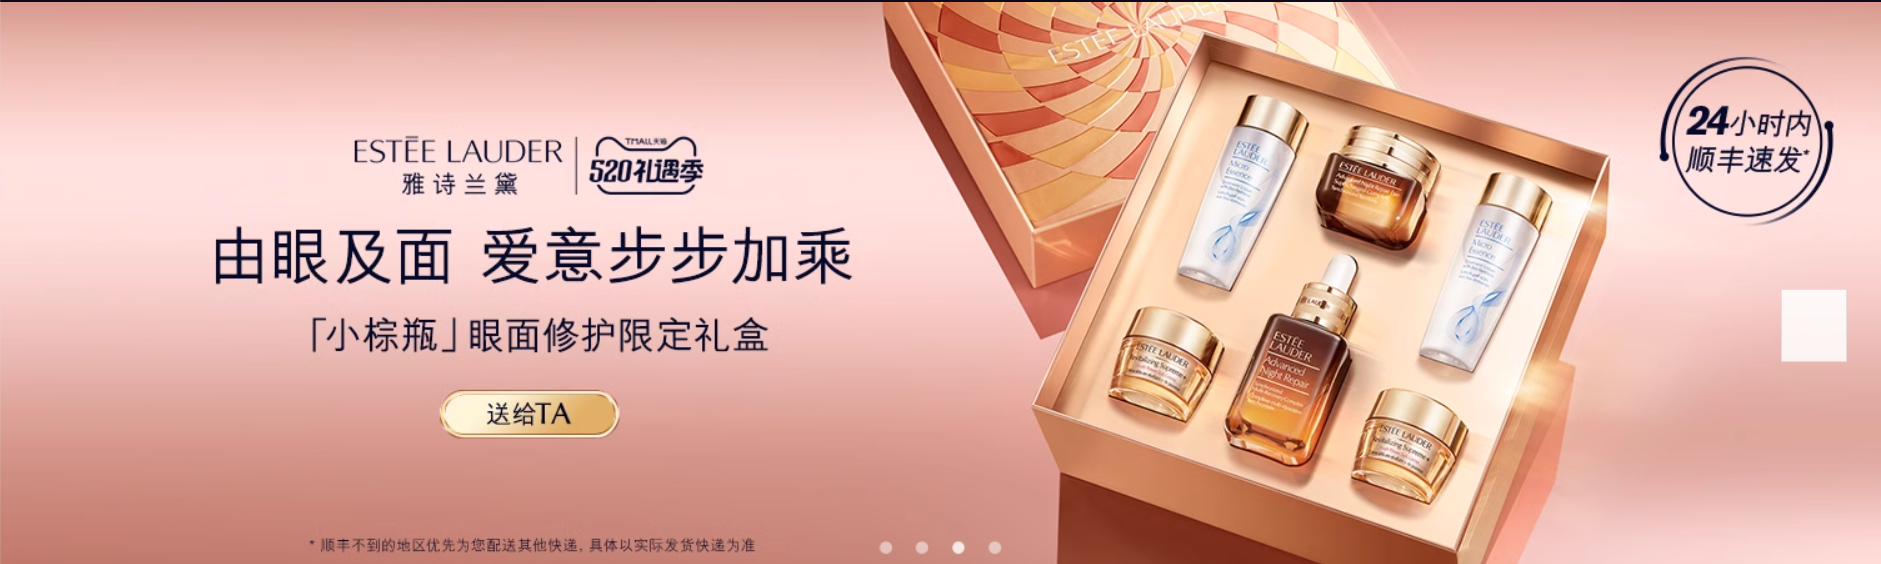 ESTĒE LAUDER
雅诗兰黛
TMALL天猫
520礼遇季
由眼及面 爱意步步加乘
「小棕瓶」眼面修护限定礼盒
送给TA
* 顺丰不到的地区优先为您配送其他快递, 具体以实际发货快递为准
ESTĒE LAUDER
ESTĒE
LAUDER
Micro
Essence
ESTĒE LAUDER
Advanced Night Repair Eye
ESTĒE
LAUDER
Micro
Essence
ESTĒE LAUDER
Revitalizing Supreme+
ESTĒE
LAUDER
Advanced
Night Repair
ESTĒE LAUDER
Revitalizing Supreme+
24小时内
顺丰速发*